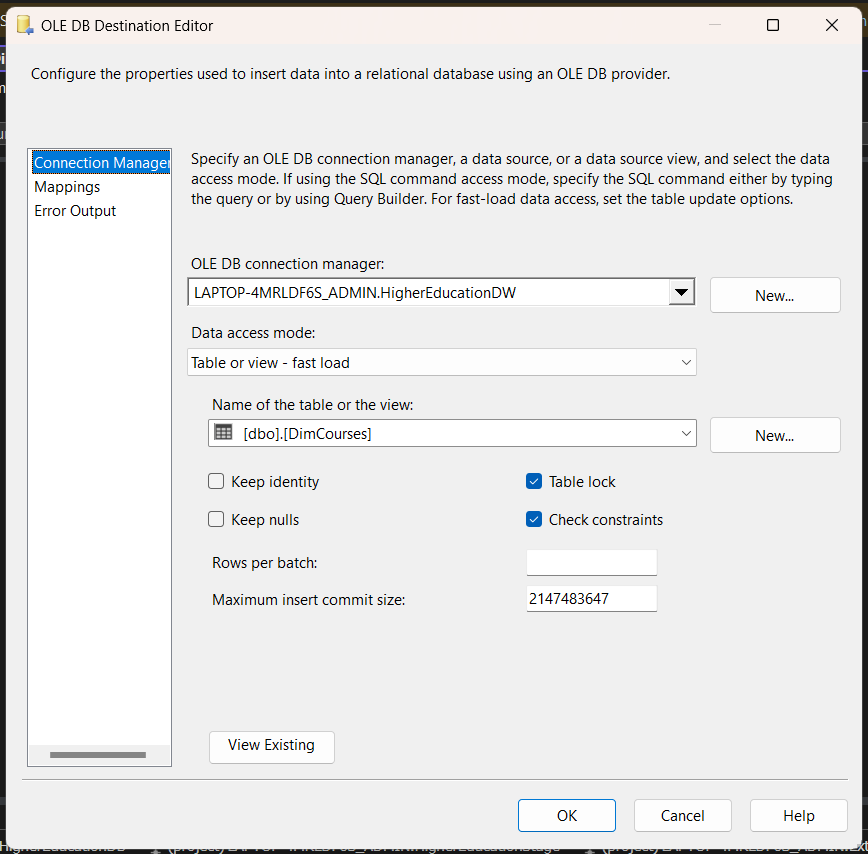 OLE DB Destination Editor
Configure the properties used to insert data into a relational database using an OLE DB provider.
Connection Manager
Mappings
Error Output
Specify an OLE DB connection manager, a data source, or a data source view, and select the data
access mode. If using the SQL command access mode, specify the SQL command either by typing
the query or by using Query Builder. For fast-load data access, set the table update options.
OLE DB connection manager:
LAPTOP-4MRLDF6S_ADMIN.HigherEducationDW
New...
Data access mode:
Table or view - fast load
Name of the table or the view:
[dbo].[DimCourses]
New...
Keep identity
Table lock
Keep nulls
Check constraints
Rows per batch:
Maximum insert commit size:
2147483647
View Existing
OK
Cancel
Help